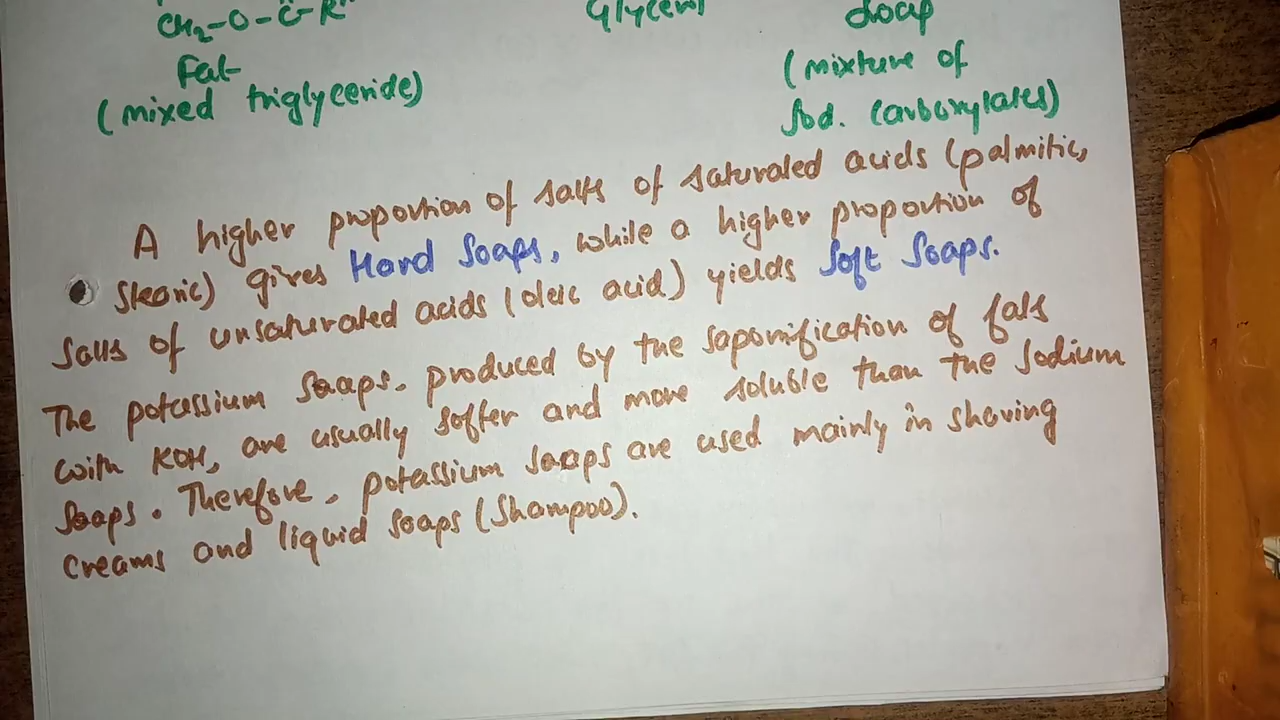 CH2-O-C-R"
Glycerol
Soap
Fat
(mixture of
(mixed triglyceride)
Sod. Carboxylates)
A higher proportion of salts of saturated acids (palmitic,
stearic) gives Hard Soaps, while a higher proportion of
salts of unsaturated acids (oleic acid) yields Soft Soaps.
The potassium soaps. produced by the saponification of fats
with KOH, are usually softer and more soluble than the sodium
soaps. Therefore, potassium soaps are used mainly in shaving
creams and liquid soaps (Shampoo).